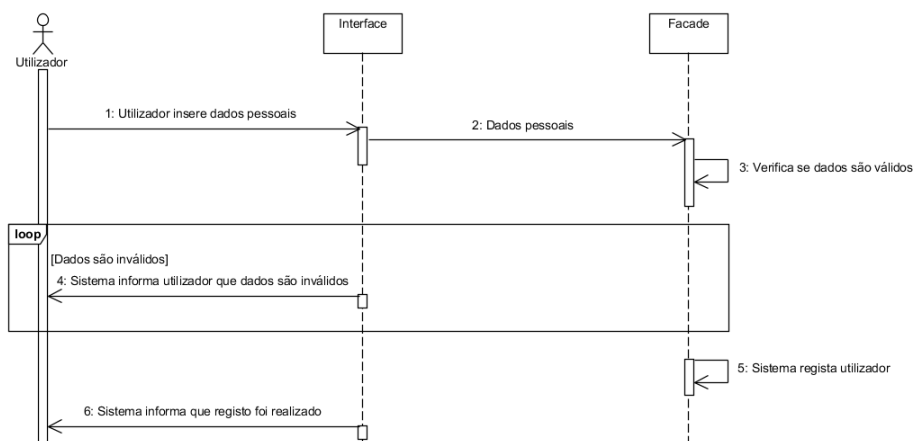 Interface
Facade
Utilizador
1: Utilizador insere dados pessoais
2: Dados pessoais
3: Verifica se dados são válidos
loop
[Dados são inválidos]
4: Sistema informa utilizador que dados são inválidos
5: Sistema regista utilizador
6: Sistema informa que registo foi realizado